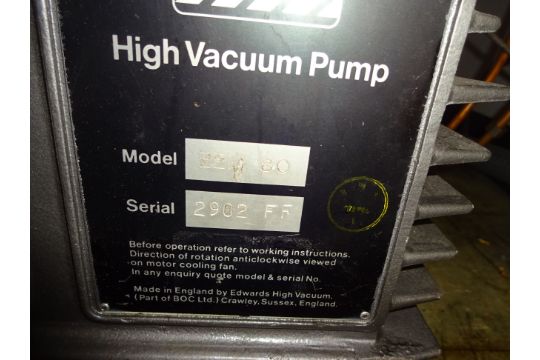 High Vacuum Pump
Model 80
Serial 2902 FF
Before operation refer to working instructions.
Direction of rotation anticlockwise viewed
on motor cooling fan.
In any enquiry quote model & serial No.
Made in England by Edwards High Vacuum,
(Part of BOC Ltd.) Crawley, Sussex, England.